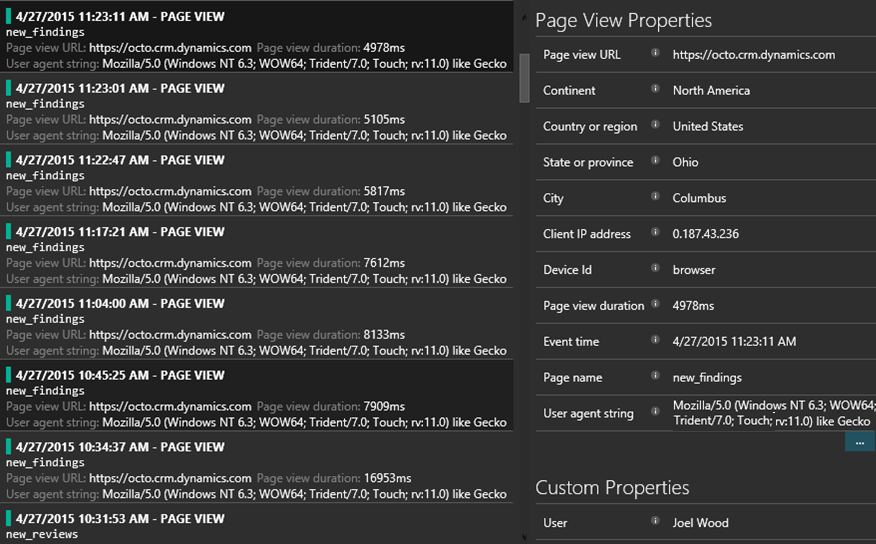 4/27/2015 11:23:11 AM - PAGE VIEW
new_findings
Page view URL: https://octo.crm.dynamics.com Page view duration: 4978ms
User agent string: Mozilla/5.0 (Windows NT 6.3; WOW64; Trident/7.0; Touch; rv:11.0) like Gecko
4/27/2015 11:23:01 AM - PAGE VIEW
new_findings
Page view URL: https://octo.crm.dynamics.com Page view duration: 5105ms
User agent string: Mozilla/5.0 (Windows NT 6.3; WOW64; Trident/7.0; Touch; rv:11.0) like Gecko
4/27/2015 11:22:47 AM - PAGE VIEW
new_findings
Page view URL: https://octo.crm.dynamics.com Page view duration: 5817ms
User agent string: Mozilla/5.0 (Windows NT 6.3; WOW64; Trident/7.0; Touch; rv:11.0) like Gecko
4/27/2015 11:17:21 AM - PAGE VIEW
new_findings
Page view URL: https://octo.crm.dynamics.com Page view duration: 7612ms
User agent string: Mozilla/5.0 (Windows NT 6.3; WOW64; Trident/7.0; Touch; rv:11.0) like Gecko
4/27/2015 11:04:00 AM - PAGE VIEW
new_findings
Page view URL: https://octo.crm.dynamics.com Page view duration: 8133ms
User agent string: Mozilla/5.0 (Windows NT 6.3; WOW64; Trident/7.0; Touch; rv:11.0) like Gecko
4/27/2015 10:45:25 AM - PAGE VIEW
new_findings
Page view URL: https://octo.crm.dynamics.com Page view duration: 7909ms
User agent string: Mozilla/5.0 (Windows NT 6.3; WOW64; Trident/7.0; Touch; rv:11.0) like Gecko
4/27/2015 10:34:37 AM - PAGE VIEW
new_findings
Page view URL: https://octo.crm.dynamics.com Page view duration: 16953ms
User agent string: Mozilla/5.0 (Windows NT 6.3; WOW64; Trident/7.0; Touch; rv:11.0) like Gecko
4/27/2015 10:31:53 AM - PAGE VIEW
new_reviews
Page View Properties
Page view URL https://octo.crm.dynamics.com
Continent North America
Country or region United States
State or province Ohio
City Columbus
Client IP address 0.187.43.236
Device Id browser
Page view duration 4978ms
Event time 4/27/2015 11:23:11 AM
Page name new_findings
User agent string Mozilla/5.0 (Windows NT 6.3; WOW64;
Trident/7.0; Touch; rv:11.0) like Gecko
...
Custom Properties
User Joel Wood